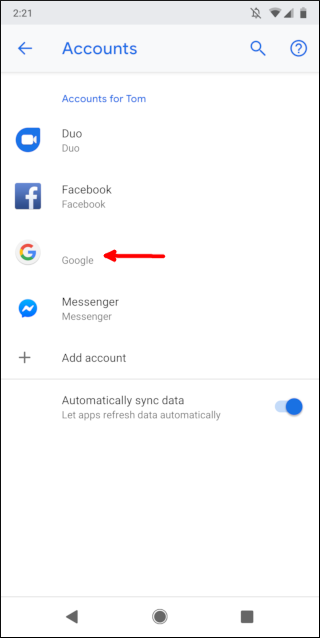 2:21
Accounts
Accounts for Tom
Duo
Duo
Facebook
Facebook
Google
Messenger
Messenger
Add account
Automatically sync data
Let apps refresh data automatically